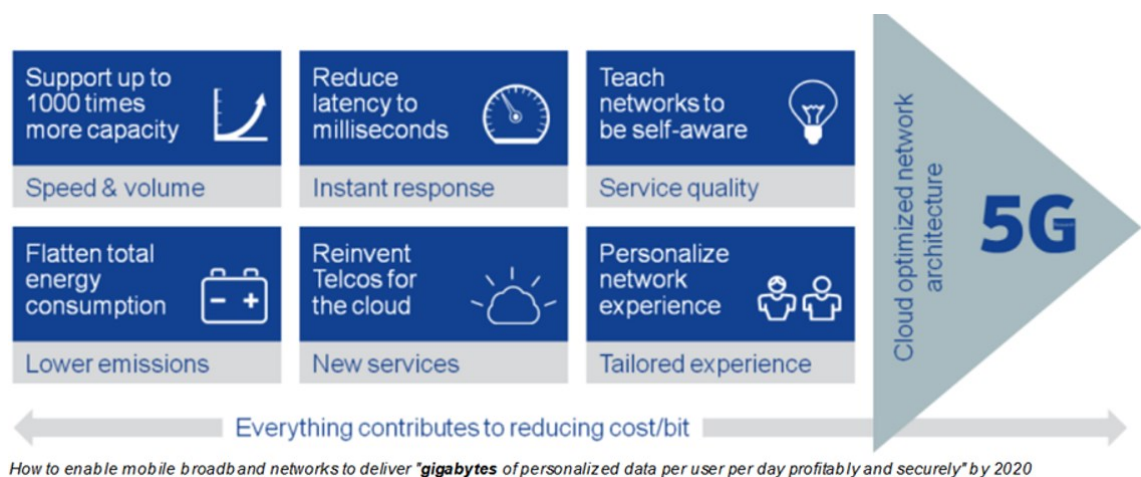 Support up to
1000 times
more capacity
Speed & volume
Reduce
latency to
milliseconds
Instant response
Teach
networks to
be self-aware
Service quality
Flatten total
energy
consumption
Lower emissions
Reinvent
Telcos for
the cloud
New services
Personalize
network
experience
Tailored experience
Cloud optimized network
architecture
5G
Everything contributes to reducing cost/bit
How to enable mobile broadband networks to deliver "gigabytes of personalized data per user per day profitably and securely" by 2020